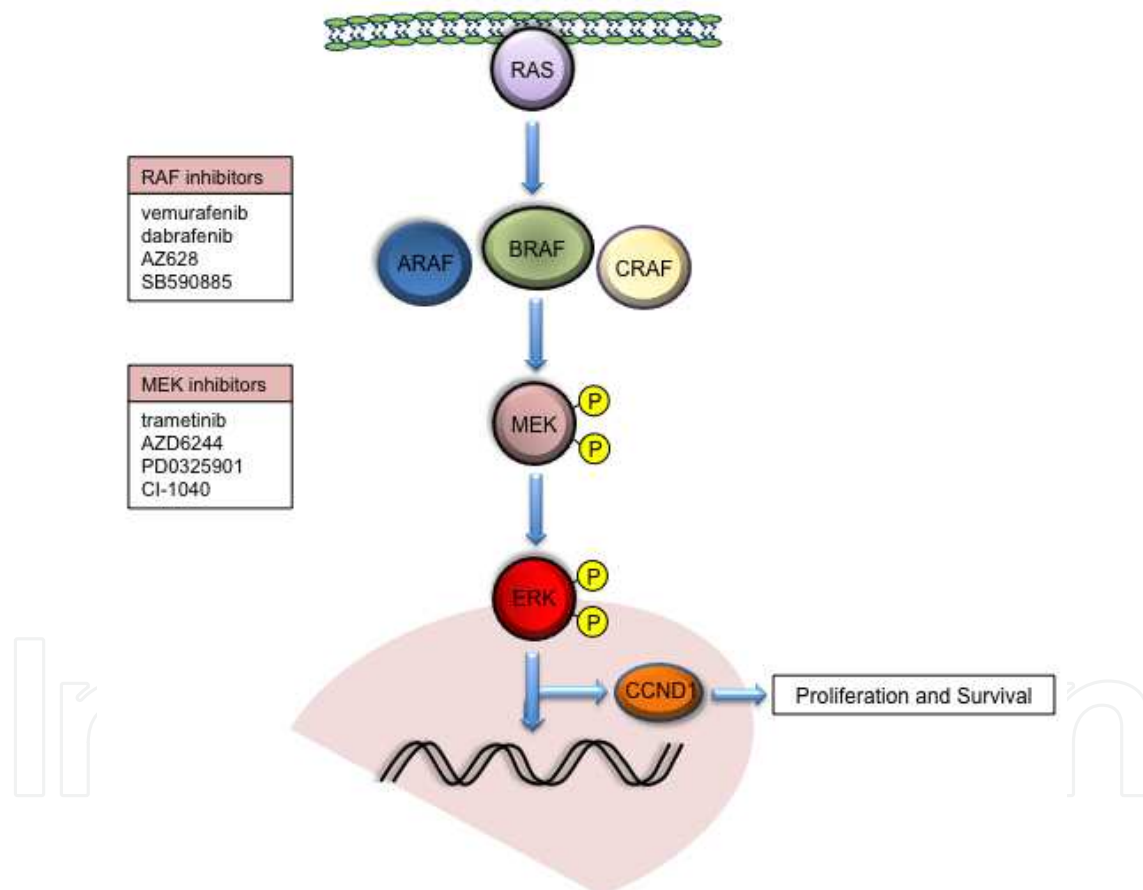 RAS
RAF inhibitors
vemurafenib
dabrafenib
AZ628
SB590885
ARAF
BRAF
CRAF
MEK inhibitors
trametinib
AZD6244
PD0325901
CI-1040
MEK
P
P
ERK
P
P
CCND1
Proliferation and Survival